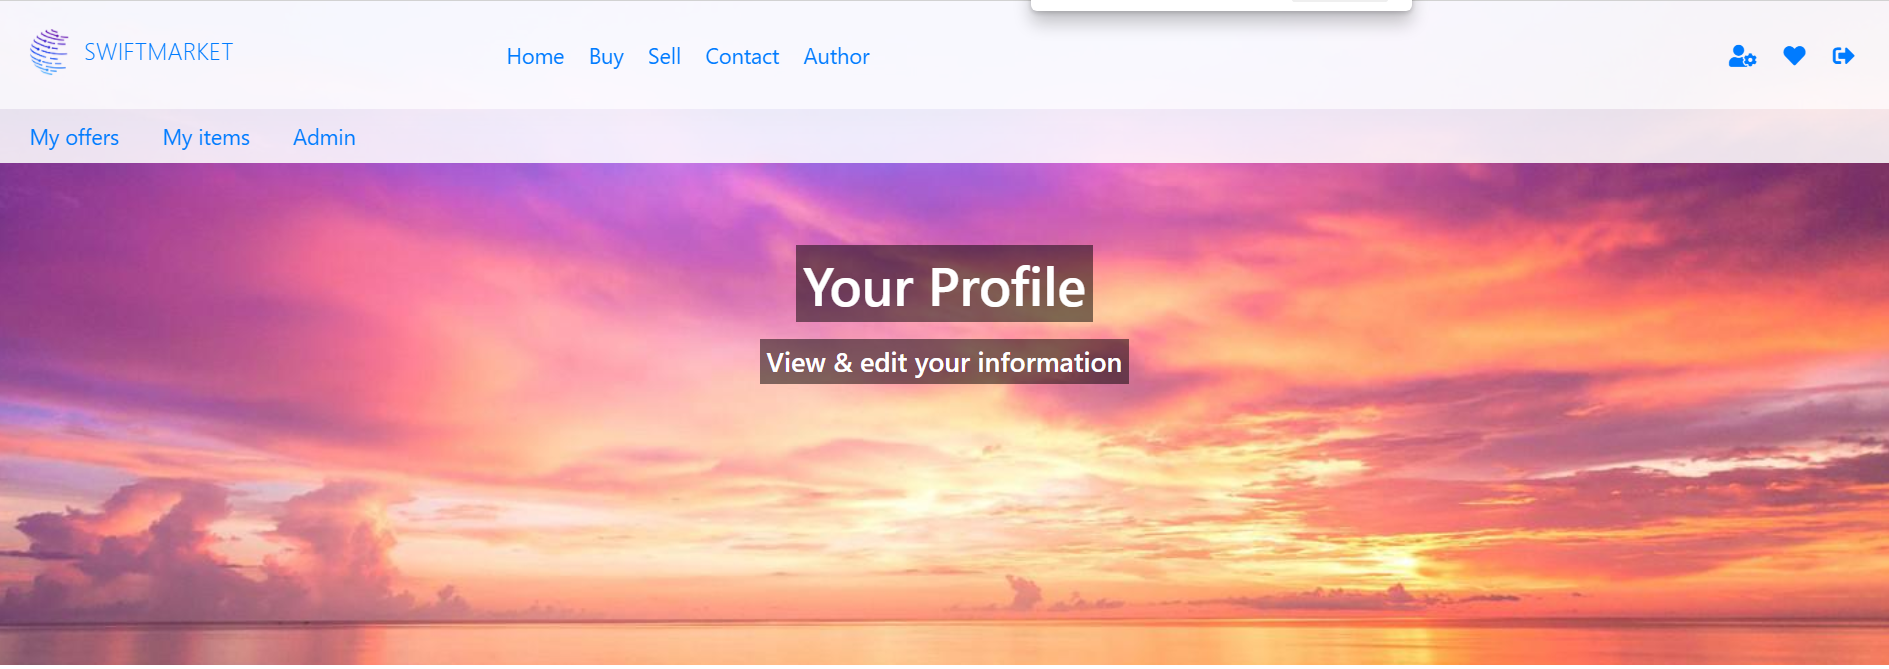 SWIFTMARKET Home Buy Sell Contact Author
My offers My items Admin
Your Profile
View & edit your information